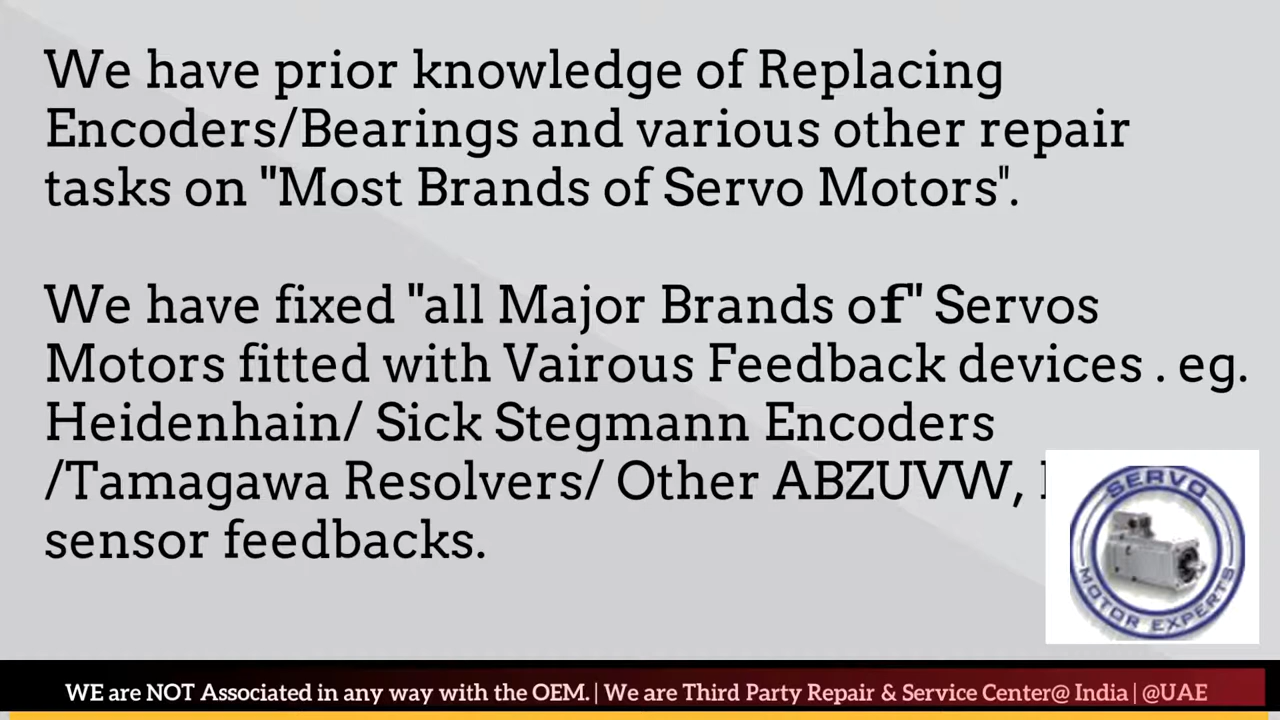 We have prior knowledge of Replacing
Encoders/Bearings and various other repair
tasks on "Most Brands of Servo Motors".
We have fixed "all Major Brands of" Servos
Motors fitted with Vairous Feedback devices . eg.
Heidenhain/ Sick Stegmann Encoders
/Tamagawa Resolvers/ Other ABZUVW,
sensor feedbacks.
SERVO
MOTOR EXPERTS
WE are NOT Associated in any way with the OEM. | We are Third Party Repair & Service Center@ India | @UAE